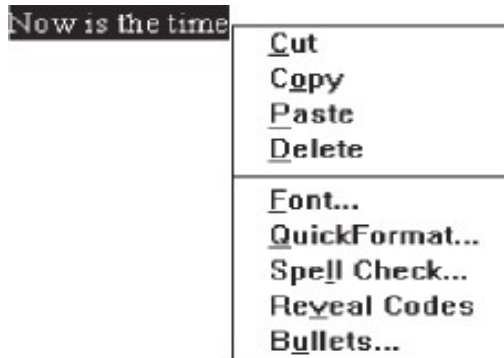 Now is the time
Cut
Copy
Paste
Delete
Font...
QuickFormat...
Spell Check...
Reveal Codes
Bullets...